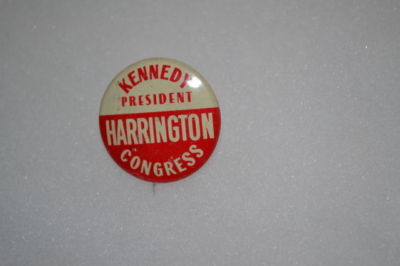 KENNEDY
PRESIDENT
HARRINGTON
CONGRESS